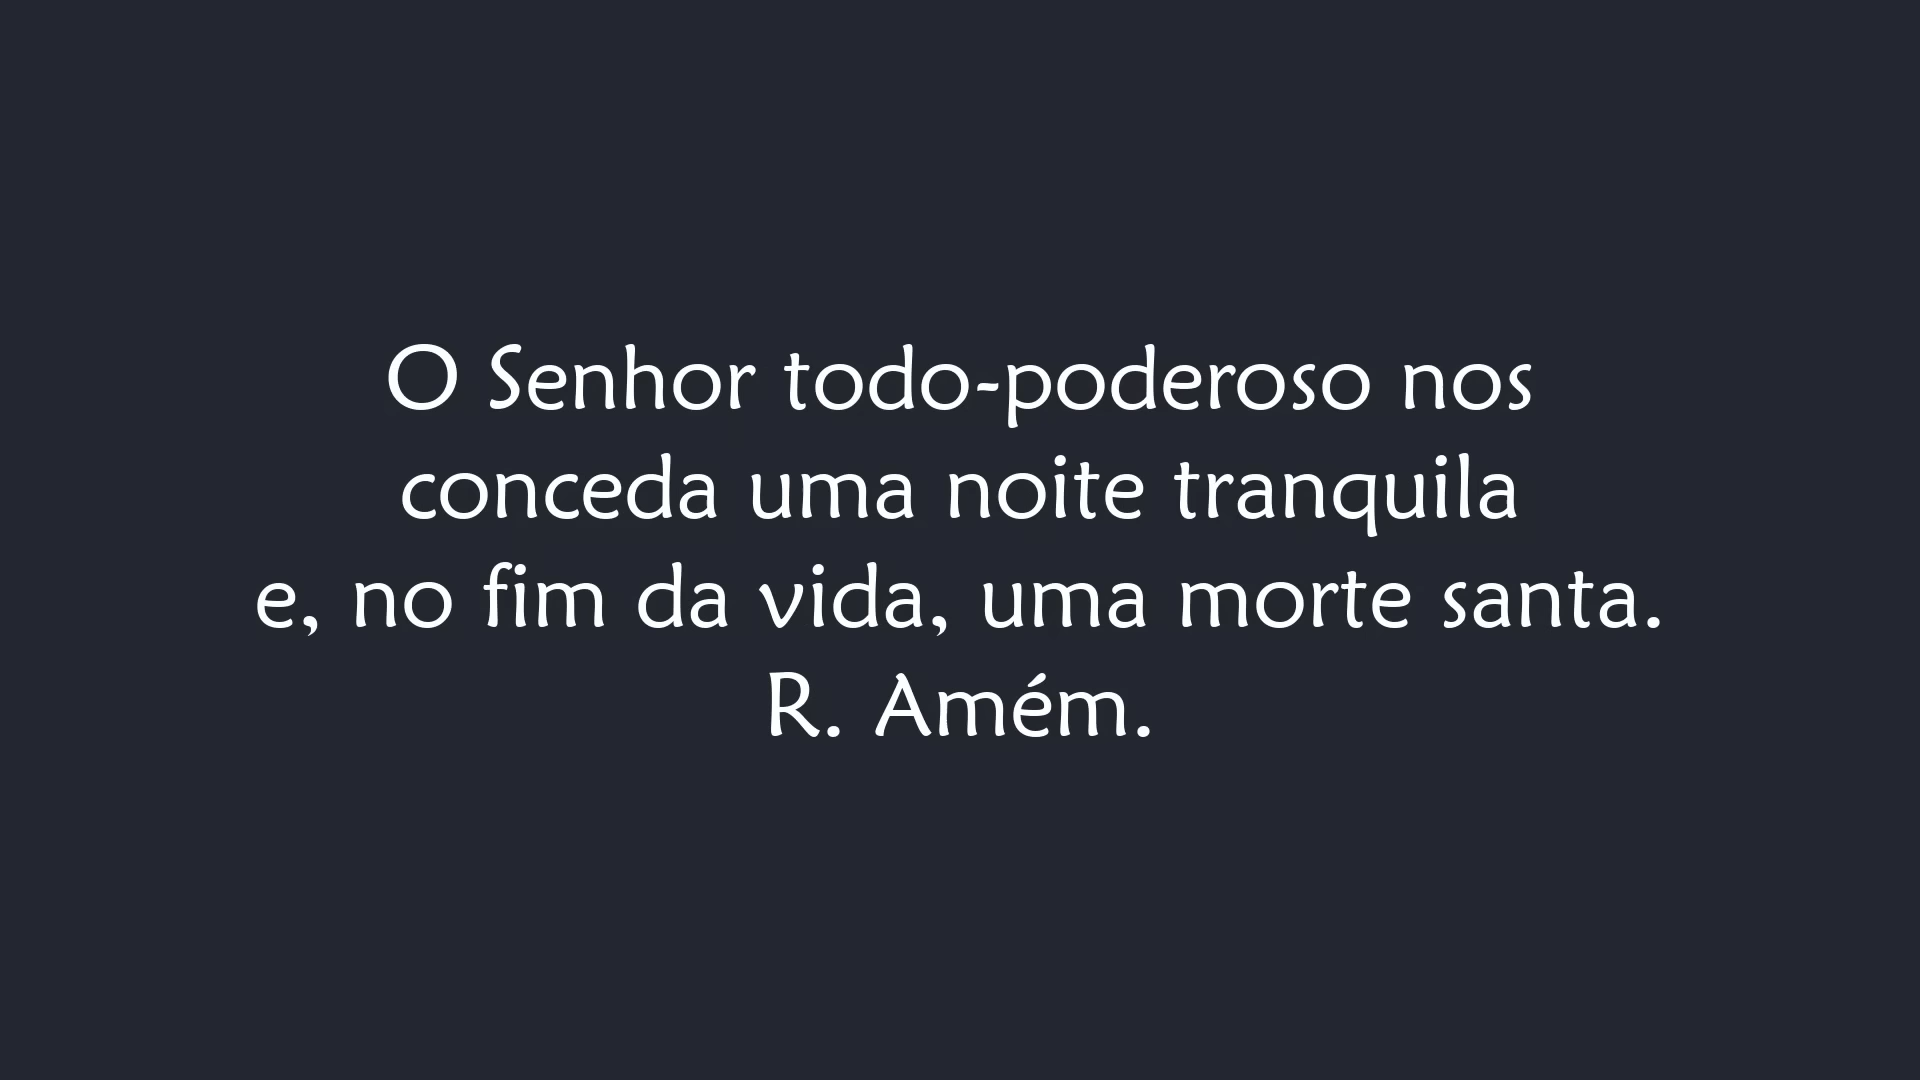 O Senhor todo-poderoso nos
conceda uma noite tranquila
e, no fim da vida, uma morte santa.
R. Amém.